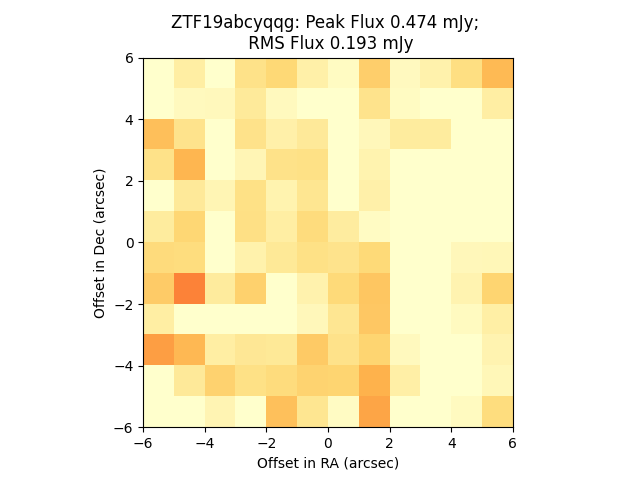 ZTF19abcyqqg: Peak Flux 0.474 mJy;
RMS Flux 0.193 mJy
6
4
2
0
−2
−4
−6
Offset in Dec (arcsec)
−6 −4 −2 0 2 4 6
Offset in RA (arcsec)